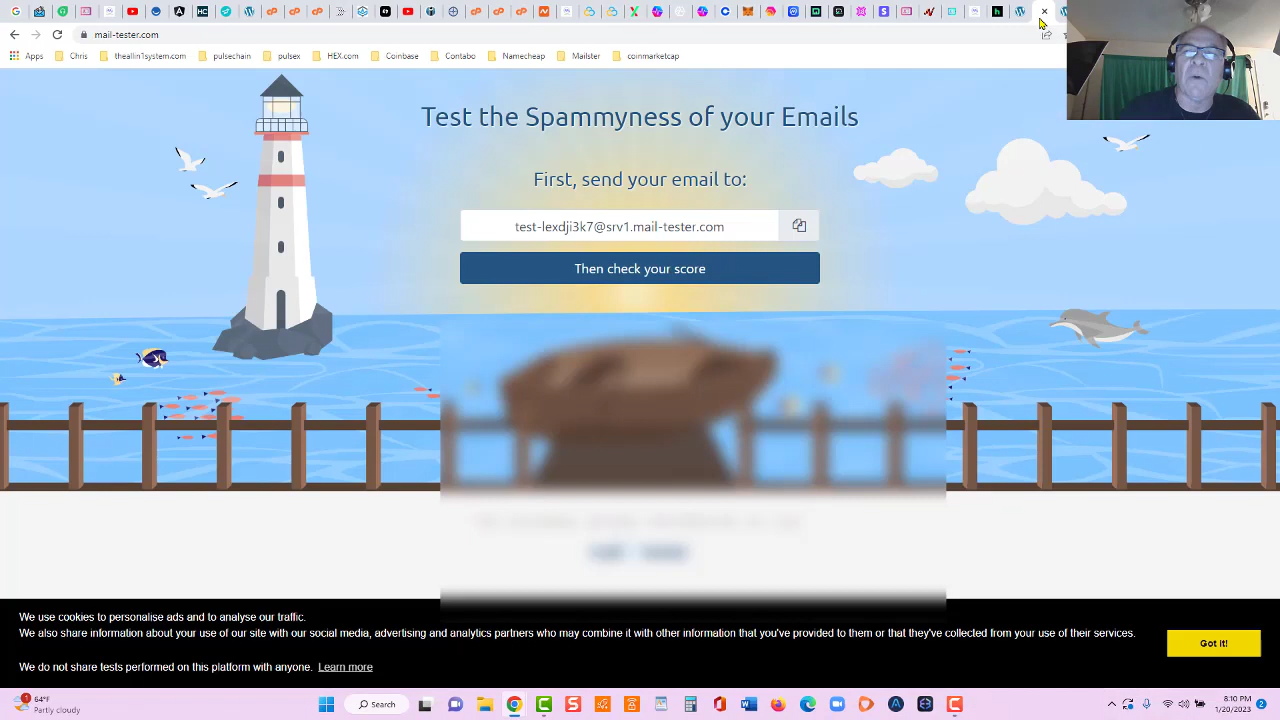 mail-tester.com
Apps Chris theallin1system.com pulsechain pulsex HEX.com Coinbase Contabo Namecheap Mailster coinmarketcap
Test the Spammyness of your Emails
First, send your email to:
test-lexdji3k7@srv1.mail-tester.com
Then check your score
We use cookies to personalise ads and to analyse our traffic.
We also share information about your use of our site with our social media, advertising and analytics partners who may combine it with other information that you've provided to them or that they've collected from your use of their services.
Got it!
We do not share tests performed on this platform with anyone. Learn more
64°F
Partly cloudy
Search
8:10 PM
1/20/2023